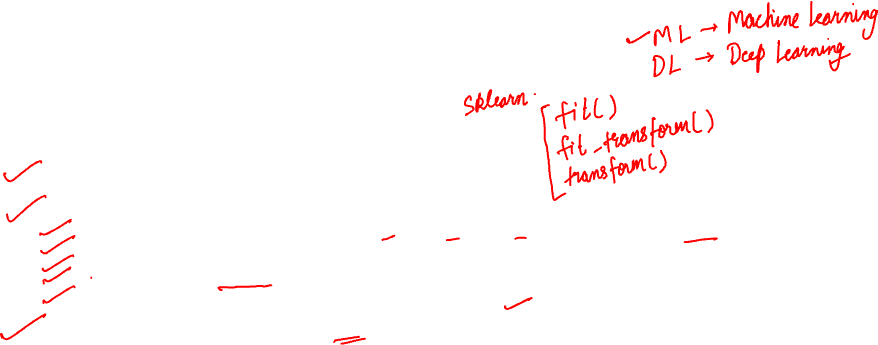 ML → Machine Learning
DL → Deep Learning
Sklearn.
fit()
fit_transform()
transform()